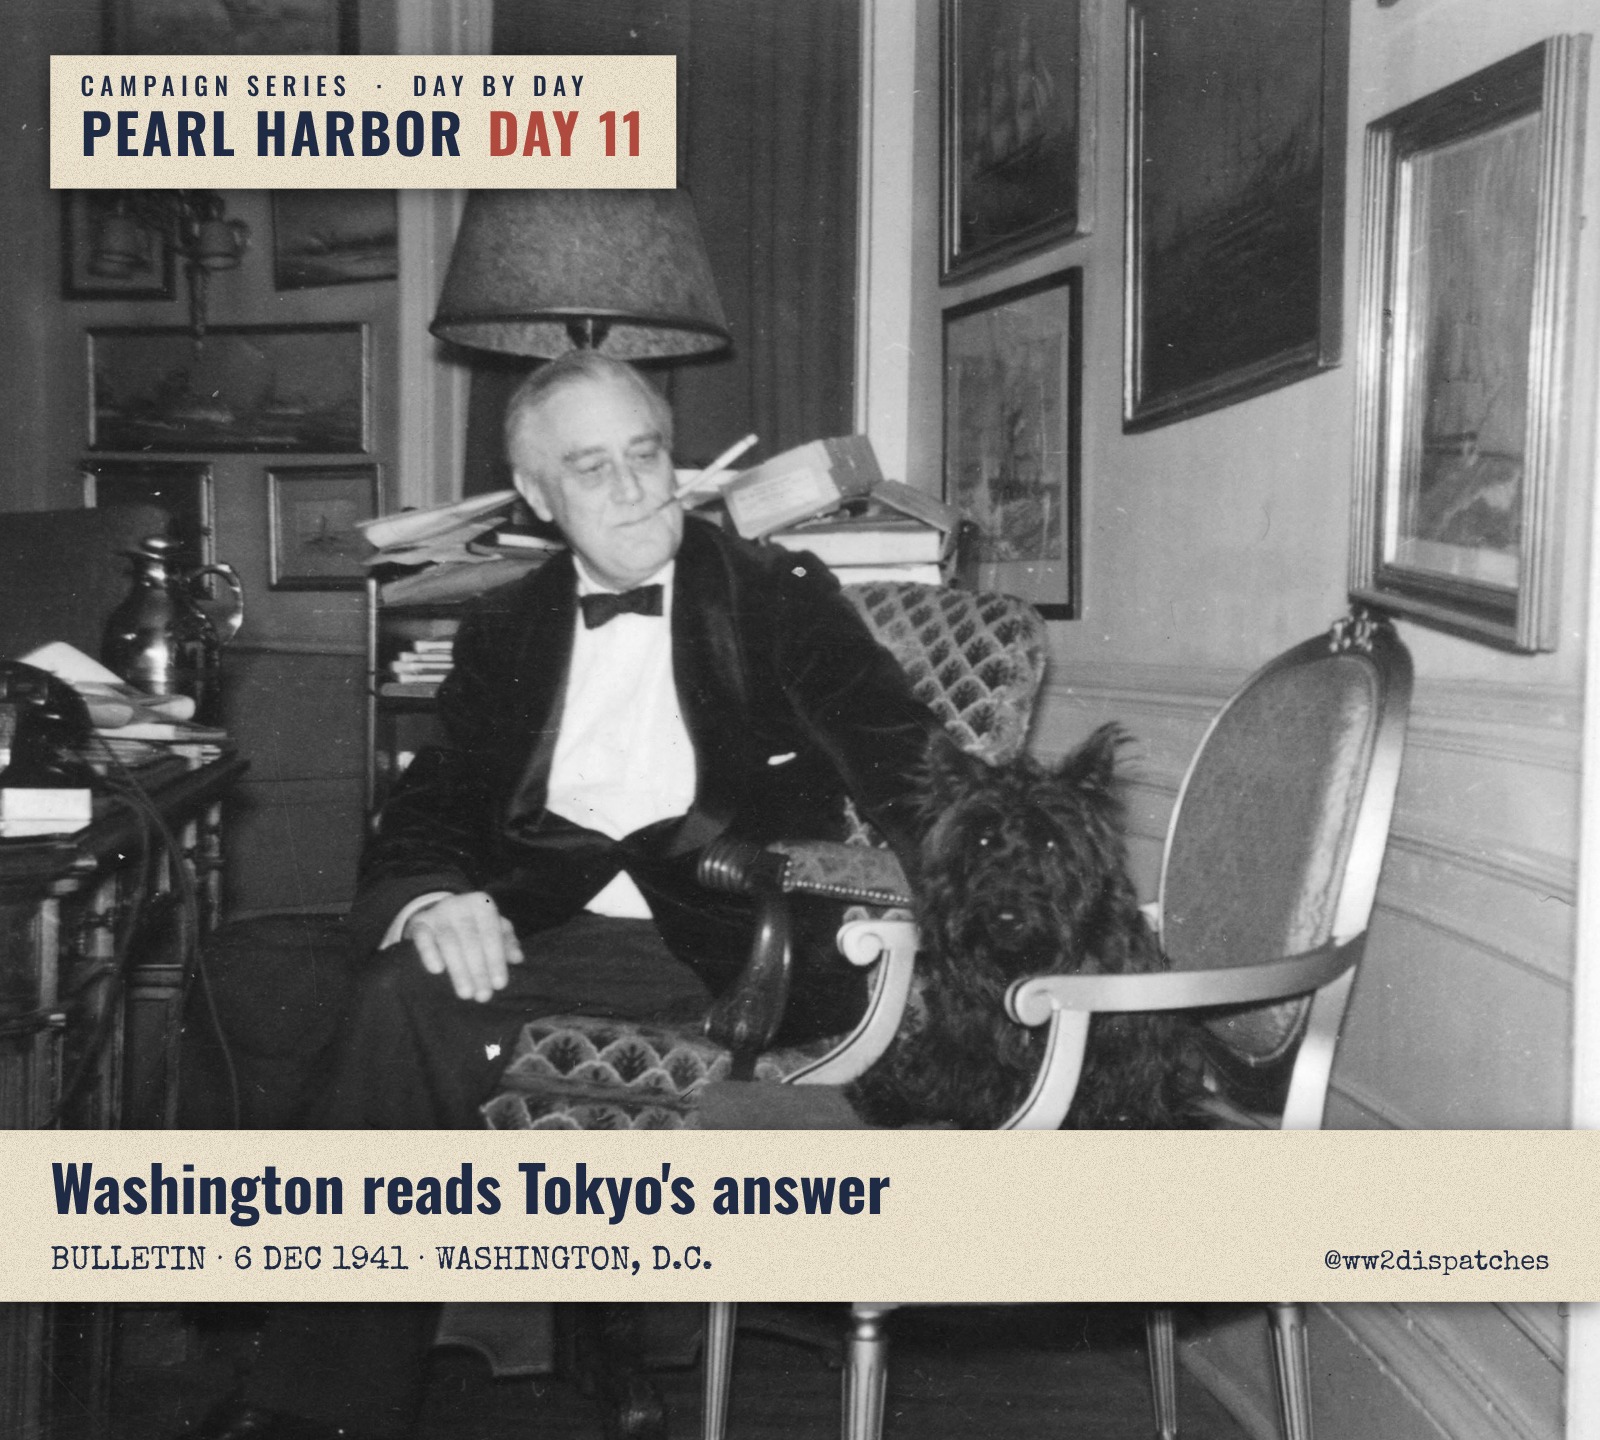 CAMPAIGN SERIES · DAY BY DAY
PEARL HARBOR DAY 11
Washington reads Tokyo's answer
BULLETIN · 6 DEC 1941 · WASHINGTON, D.C.
@ww2dispatches